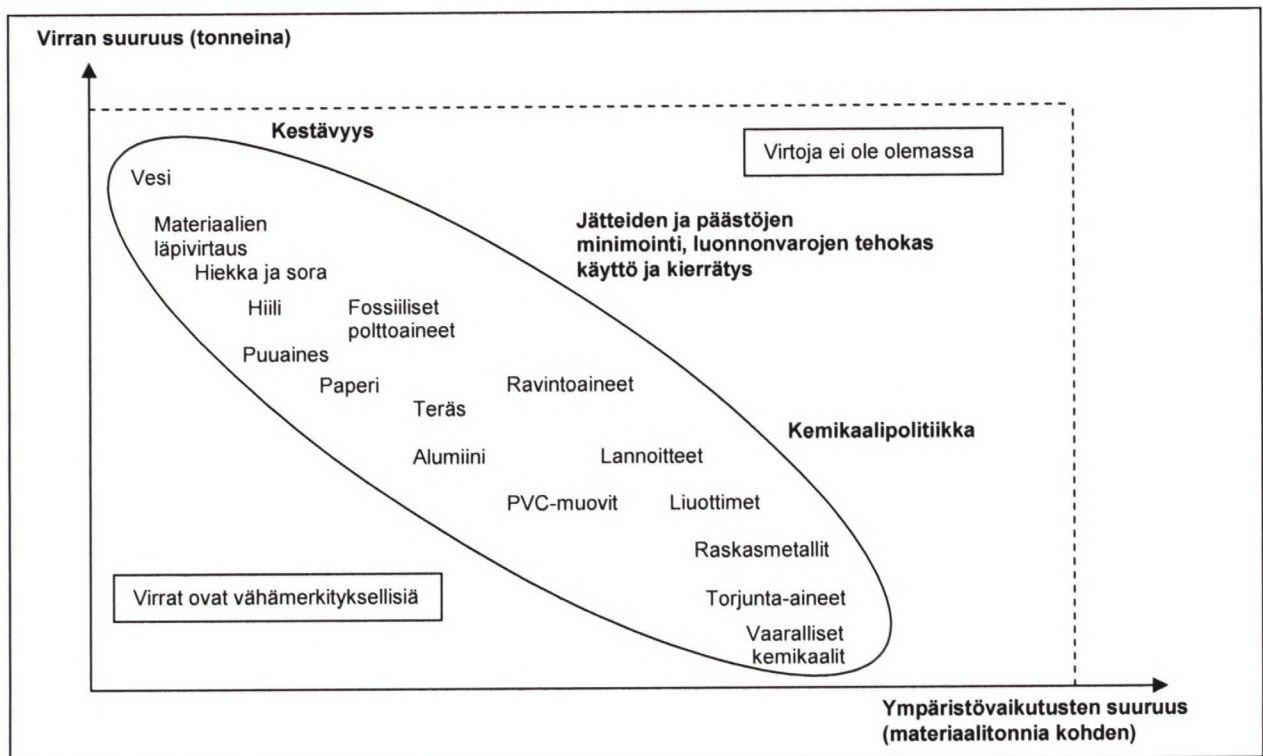 Virran suuruus (tonneina)
Kestävyys
Virtoja ei ole olemassa
Vesi
Jätteiden ja päästöjen
minimointi, luonnonvarojen tehokas
käyttö ja kierrätys
Materiaalien
läpivirtaus
Hiekka ja sora
Hiili
Fossiiliset
polttoaineet
Puuaines
Paperi
Ravintoaineet
Teräs
Kemikaalipolitiikka
Alumiini
Lannoitteet
PVC-muovit
Liuottimet
Raskasmetallit
Virrat ovat vähämerkityksellisiä
Torjunta-aineet
Vaaralliset
kemikaalit
Ympäristövaikutusten suuruus
(materiaalitonnia kohden)